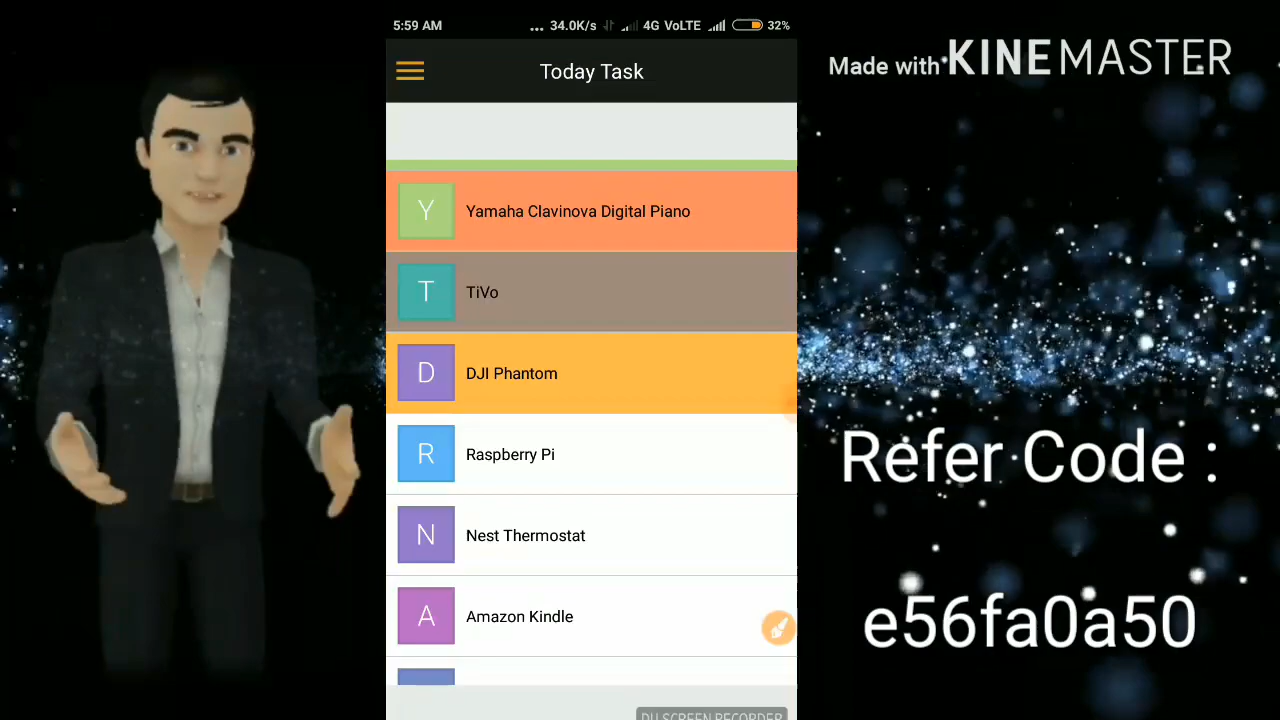 5:59 AM
... 34.0K/s 4G VoLTE 32%
Today Task
Y Yamaha Clavinova Digital Piano
T TiVo
D DJI Phantom
R Raspberry Pi
N Nest Thermostat
A Amazon Kindle
DU SCREEN RECORDER
Made with KINEMASTER
Refer Code :
e56fa0a50